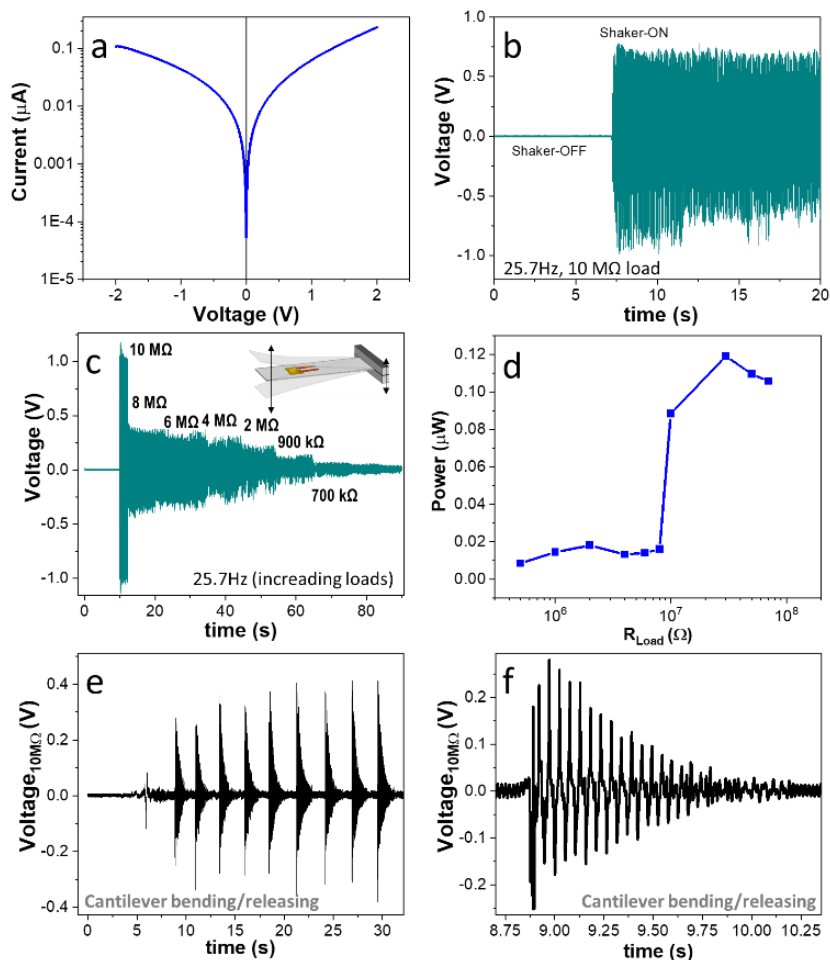 a
0.1
0.01
0.001
1E-4
1E-5
Current (μA)
-2
-1
0
1
2
Voltage (V)
b
Shaker-ON
Shaker-OFF
25.7Hz, 10 MΩ load
1.0
0.5
0.0
-0.5
-1.0
Voltage (V)
0
5
10
15
20
time (s)
c
10 MΩ
8 MΩ
6 MΩ
4 MΩ
2 MΩ
900 kΩ
700 kΩ
25.7Hz (increading loads)
1.0
0.5
0.0
-0.5
-1.0
Voltage (V)
0
20
40
60
80
time (s)
d
0.12
0.10
0.08
0.06
0.04
0.02
0.00
Power (μW)
10⁶
10⁷
10⁸
R_Load (Ω)
e
0.4
0.2
0.0
-0.2
-0.4
Voltage_10MΩ (V)
Cantilever bending/releasing
0
5
10
15
20
25
30
time (s)
f
0.2
0.1
0.0
-0.1
-0.2
Voltage_10MΩ (V)
Cantilever bending/releasing
8.75
9.00
9.25
9.50
9.75
10.00
10.25
time (s)